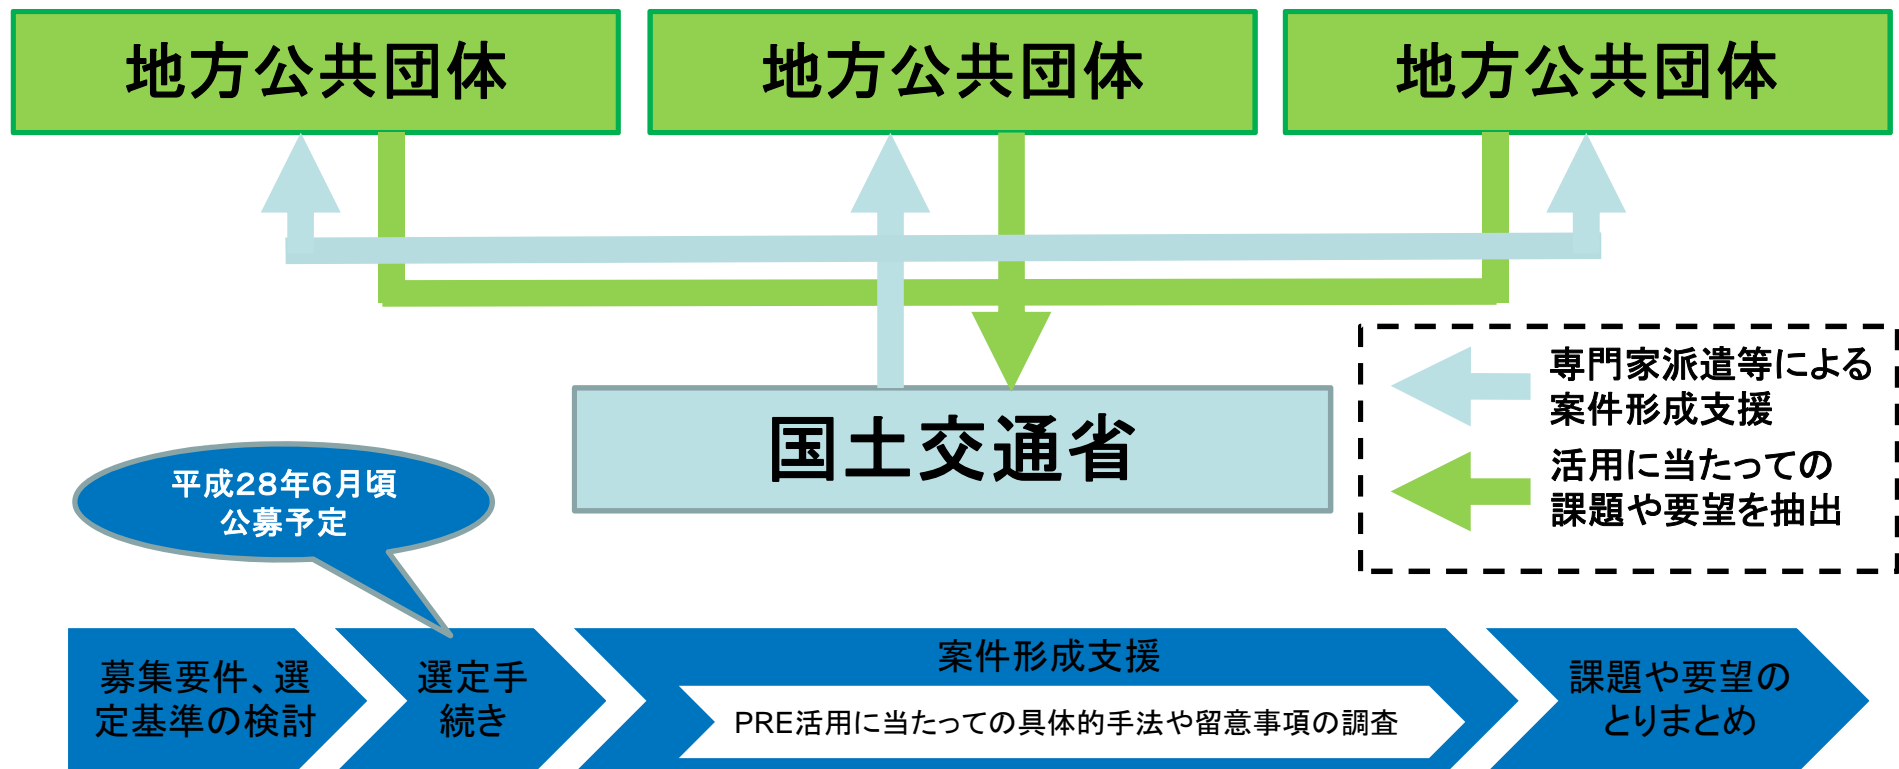 地方公共団体
地方公共団体
地方公共団体
国土交通省
専門家派遣等による
案件形成支援
活用に当たっての
課題や要望を抽出
平成28年6月頃
公募予定
募集要件、選
定基準の検討
選定手
続き
案件形成支援
PRE活用に当たっての具体的手法や留意事項の調査
課題や要望の
とりまとめ